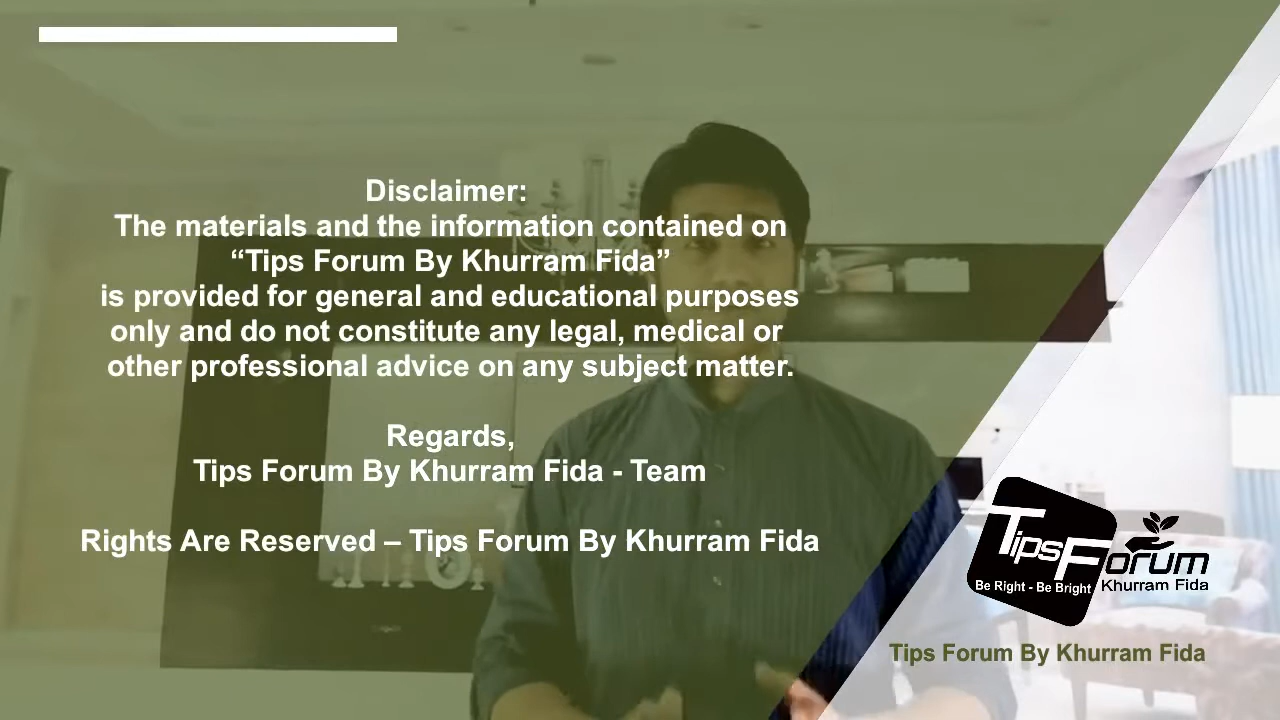 Disclaimer:
The materials and the information contained on
“Tips Forum By Khurram Fida”
is provided for general and educational purposes
only and do not constitute any legal, medical or
other professional advice on any subject matter.
Regards,
Tips Forum By Khurram Fida - Team
Rights Are Reserved – Tips Forum By Khurram Fida
Tips Forum
Be Right - Be Bright Khurram Fida
Tips Forum By Khurram Fida